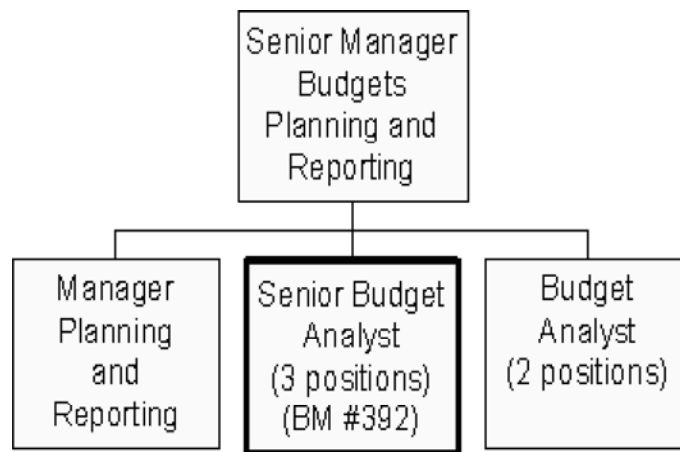 Senior Manager
Budgets
Planning and
Reporting
Manager
Planning
and
Reporting
Senior Budget
Analyst
(3 positions)
(BM #392)
Budget
Analyst
(2 positions)